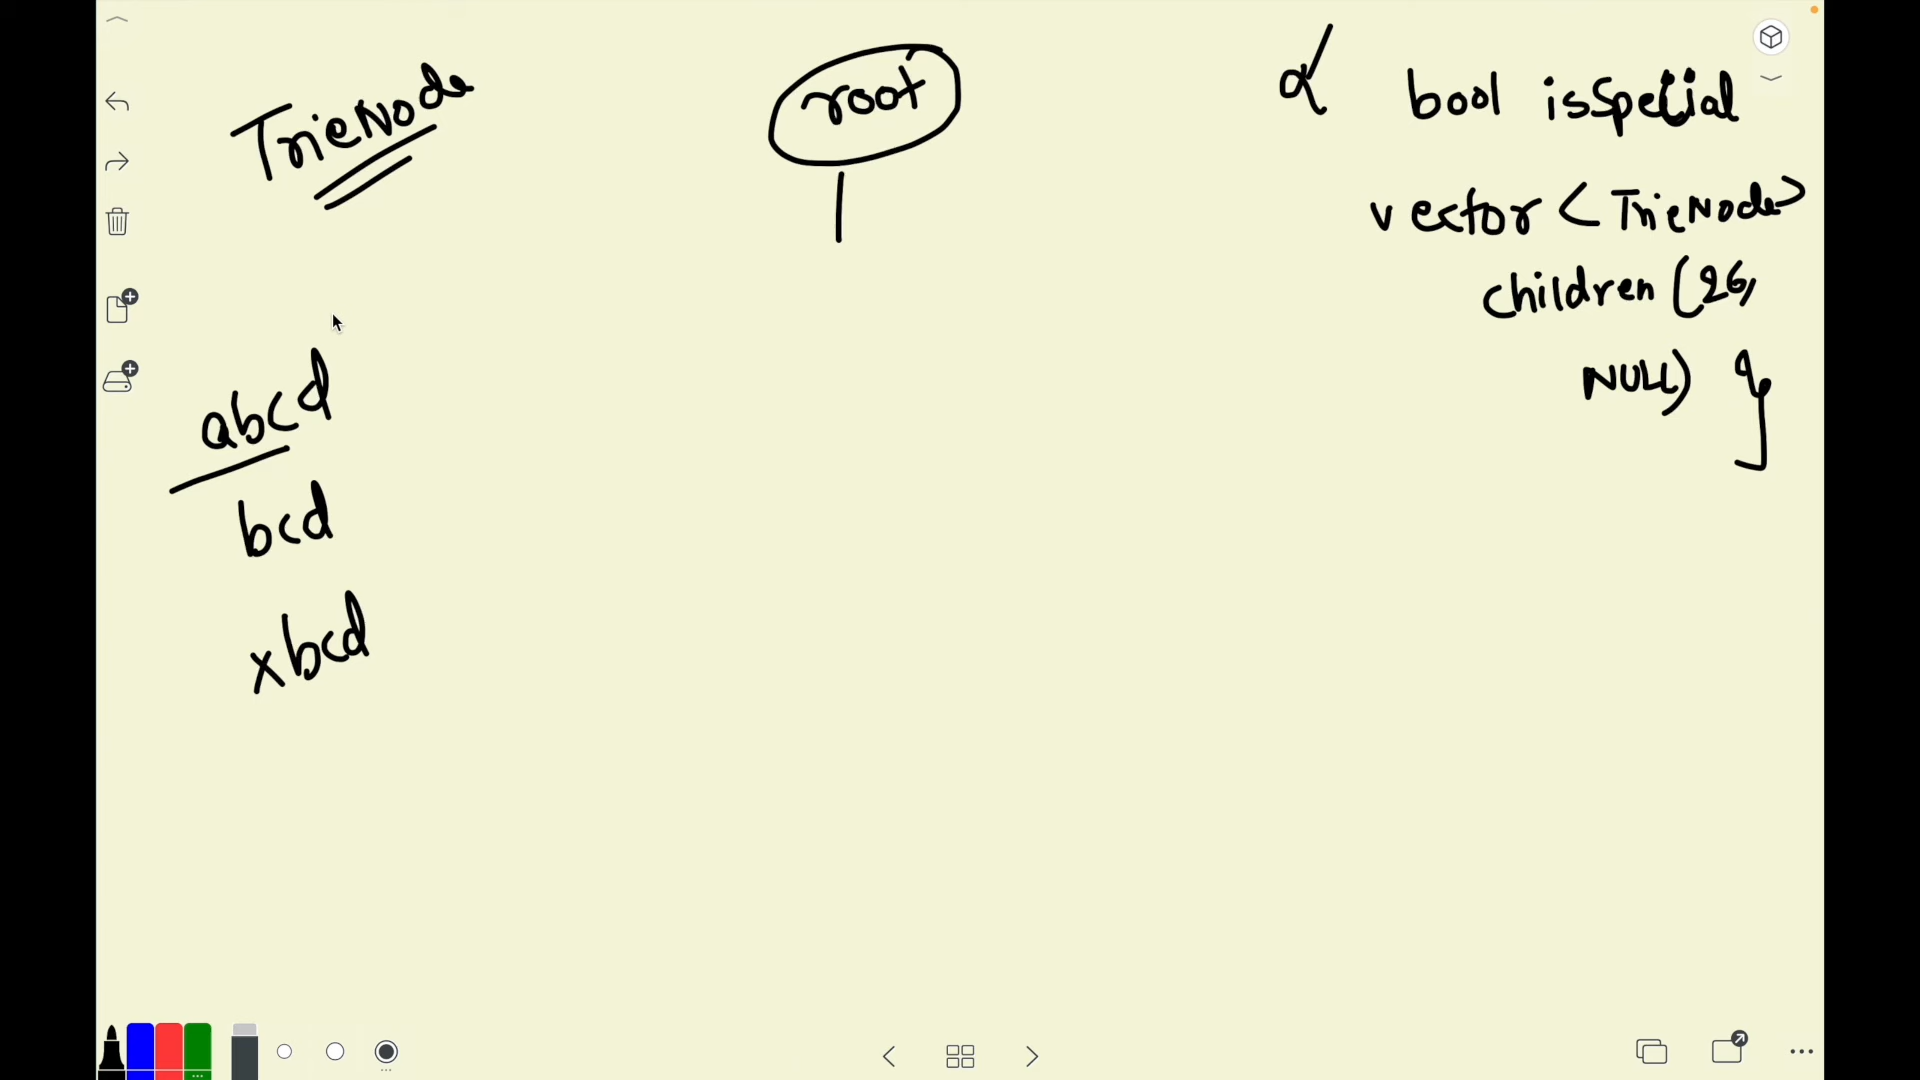 TrieNode
root
bool isSpecial
vector <TrieNode>
children (26,
NULL) }
abcd
bcd
xbcd